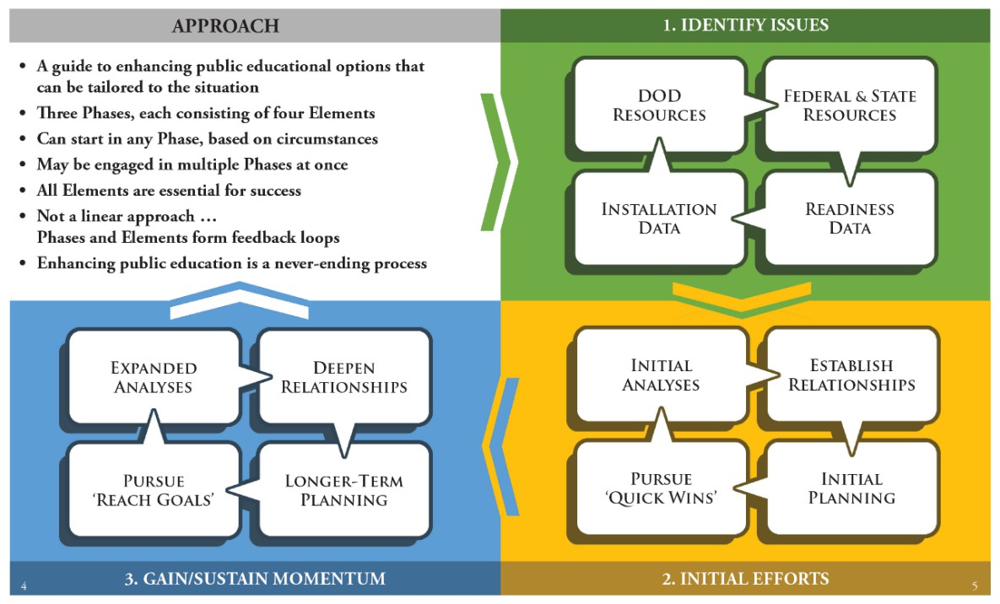 APPROACH
• A guide to enhancing public educational options that
can be tailored to the situation
• Three Phases, each consisting of four Elements
• Can start in any Phase, based on circumstances
• May be engaged in multiple Phases at once
• All Elements are essential for success
• Not a linear approach …
Phases and Elements form feedback loops
• Enhancing public education is a never-ending process
1. IDENTIFY ISSUES
DOD
RESOURCES
FEDERAL & STATE
RESOURCES
INSTALLATION
DATA
READINESS
DATA
EXPANDED
ANALYSES
DEEPEN
RELATIONSHIPS
PURSUE
‘REACH GOALS’
LONGER-TERM
PLANNING
4
3. GAIN/SUSTAIN MOMENTUM
INITIAL
ANALYSES
ESTABLISH
RELATIONSHIPS
PURSUE
‘QUICK WINS’
INITIAL
PLANNING
2. INITIAL EFFORTS
5